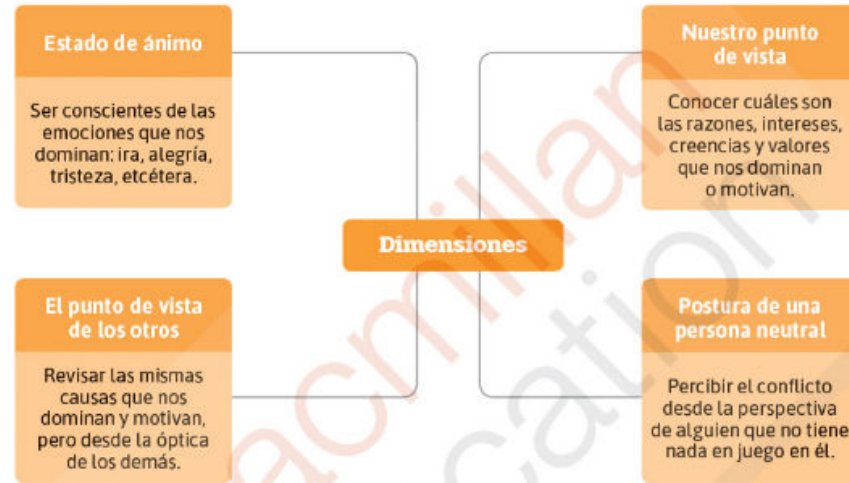 Estado de ánimo
Ser conscientes de las
emociones que nos
dominan: ira, alegría,
tristeza, etcétera.
Nuestro punto
de vista
Conocer cuáles son
las razones, intereses,
creencias y valores
que nos dominan
o motivan.
Dimensiones
El punto de vista
de los otros
Revisar las mismas
causas que nos
dominan y motivan,
pero desde la óptica
de los demás.
Postura de una
persona neutral
Percibir el conflicto
desde la perspectiva
de alguien que no tiene
nada en juego en él.
acmillan
cation